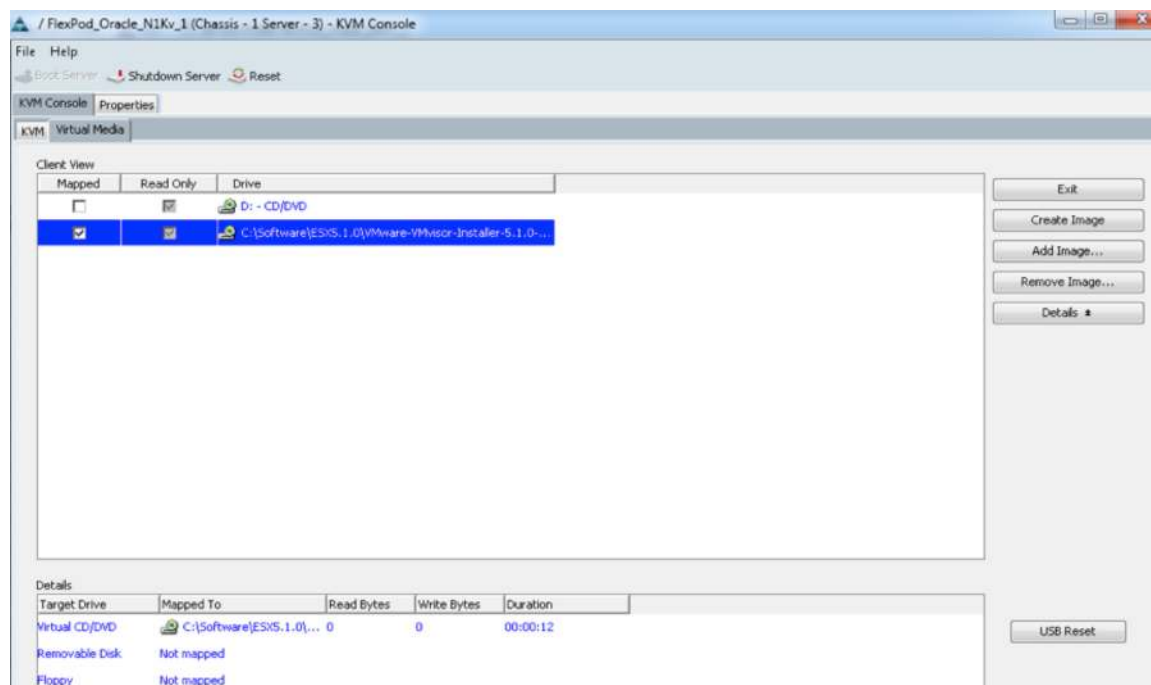 / FlexPod_Oracle_N1Kv_1 (Chassis - 1 Server - 3) - KVM Console
File Help
Boot Server Shutdown Server Reset
KVM Console Properties
KVM Virtual Media
Client View
Mapped Read Only Drive
D: - CD/DVD
C:\Software\ESX5.1.0\VMware-VMvisor-Installer-5.1.0-...
Exit
Create Image
Add Image...
Remove Image...
Details
Details
Target Drive Mapped To Read Bytes Write Bytes Duration
Virtual CD/DVD C:\Software\ESX5.1.0\... 0 0 00:00:12
Removable Disk Not mapped
Floppy Not mapped
USB Reset